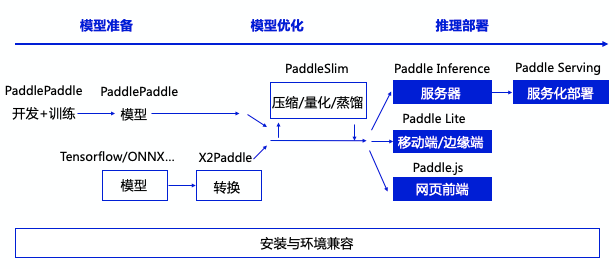 模型准备
模型优化
推理部署
PaddlePaddle
开发+训练
PaddlePaddle
模型
PaddleSlim
压缩/量化/蒸馏
Paddle Inference
服务器
Paddle Serving
服务化部署
Paddle Lite
移动端/边缘端
Tensorflow/ONNX...
模型
X2Paddle
转换
Paddle.js
网页前端
安装与环境兼容